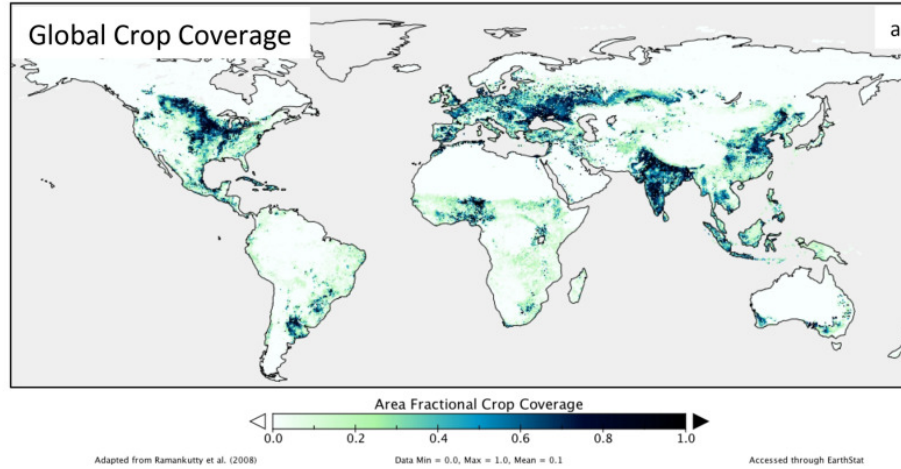 Global Crop Coverage
a
Area Fractional Crop Coverage
0.0 0.2 0.4 0.6 0.8 1.0
Adapted from Ramankutty et al. (2008) Data Min = 0.0, Max = 1.0, Mean = 0.1 Accessed through EarthStat